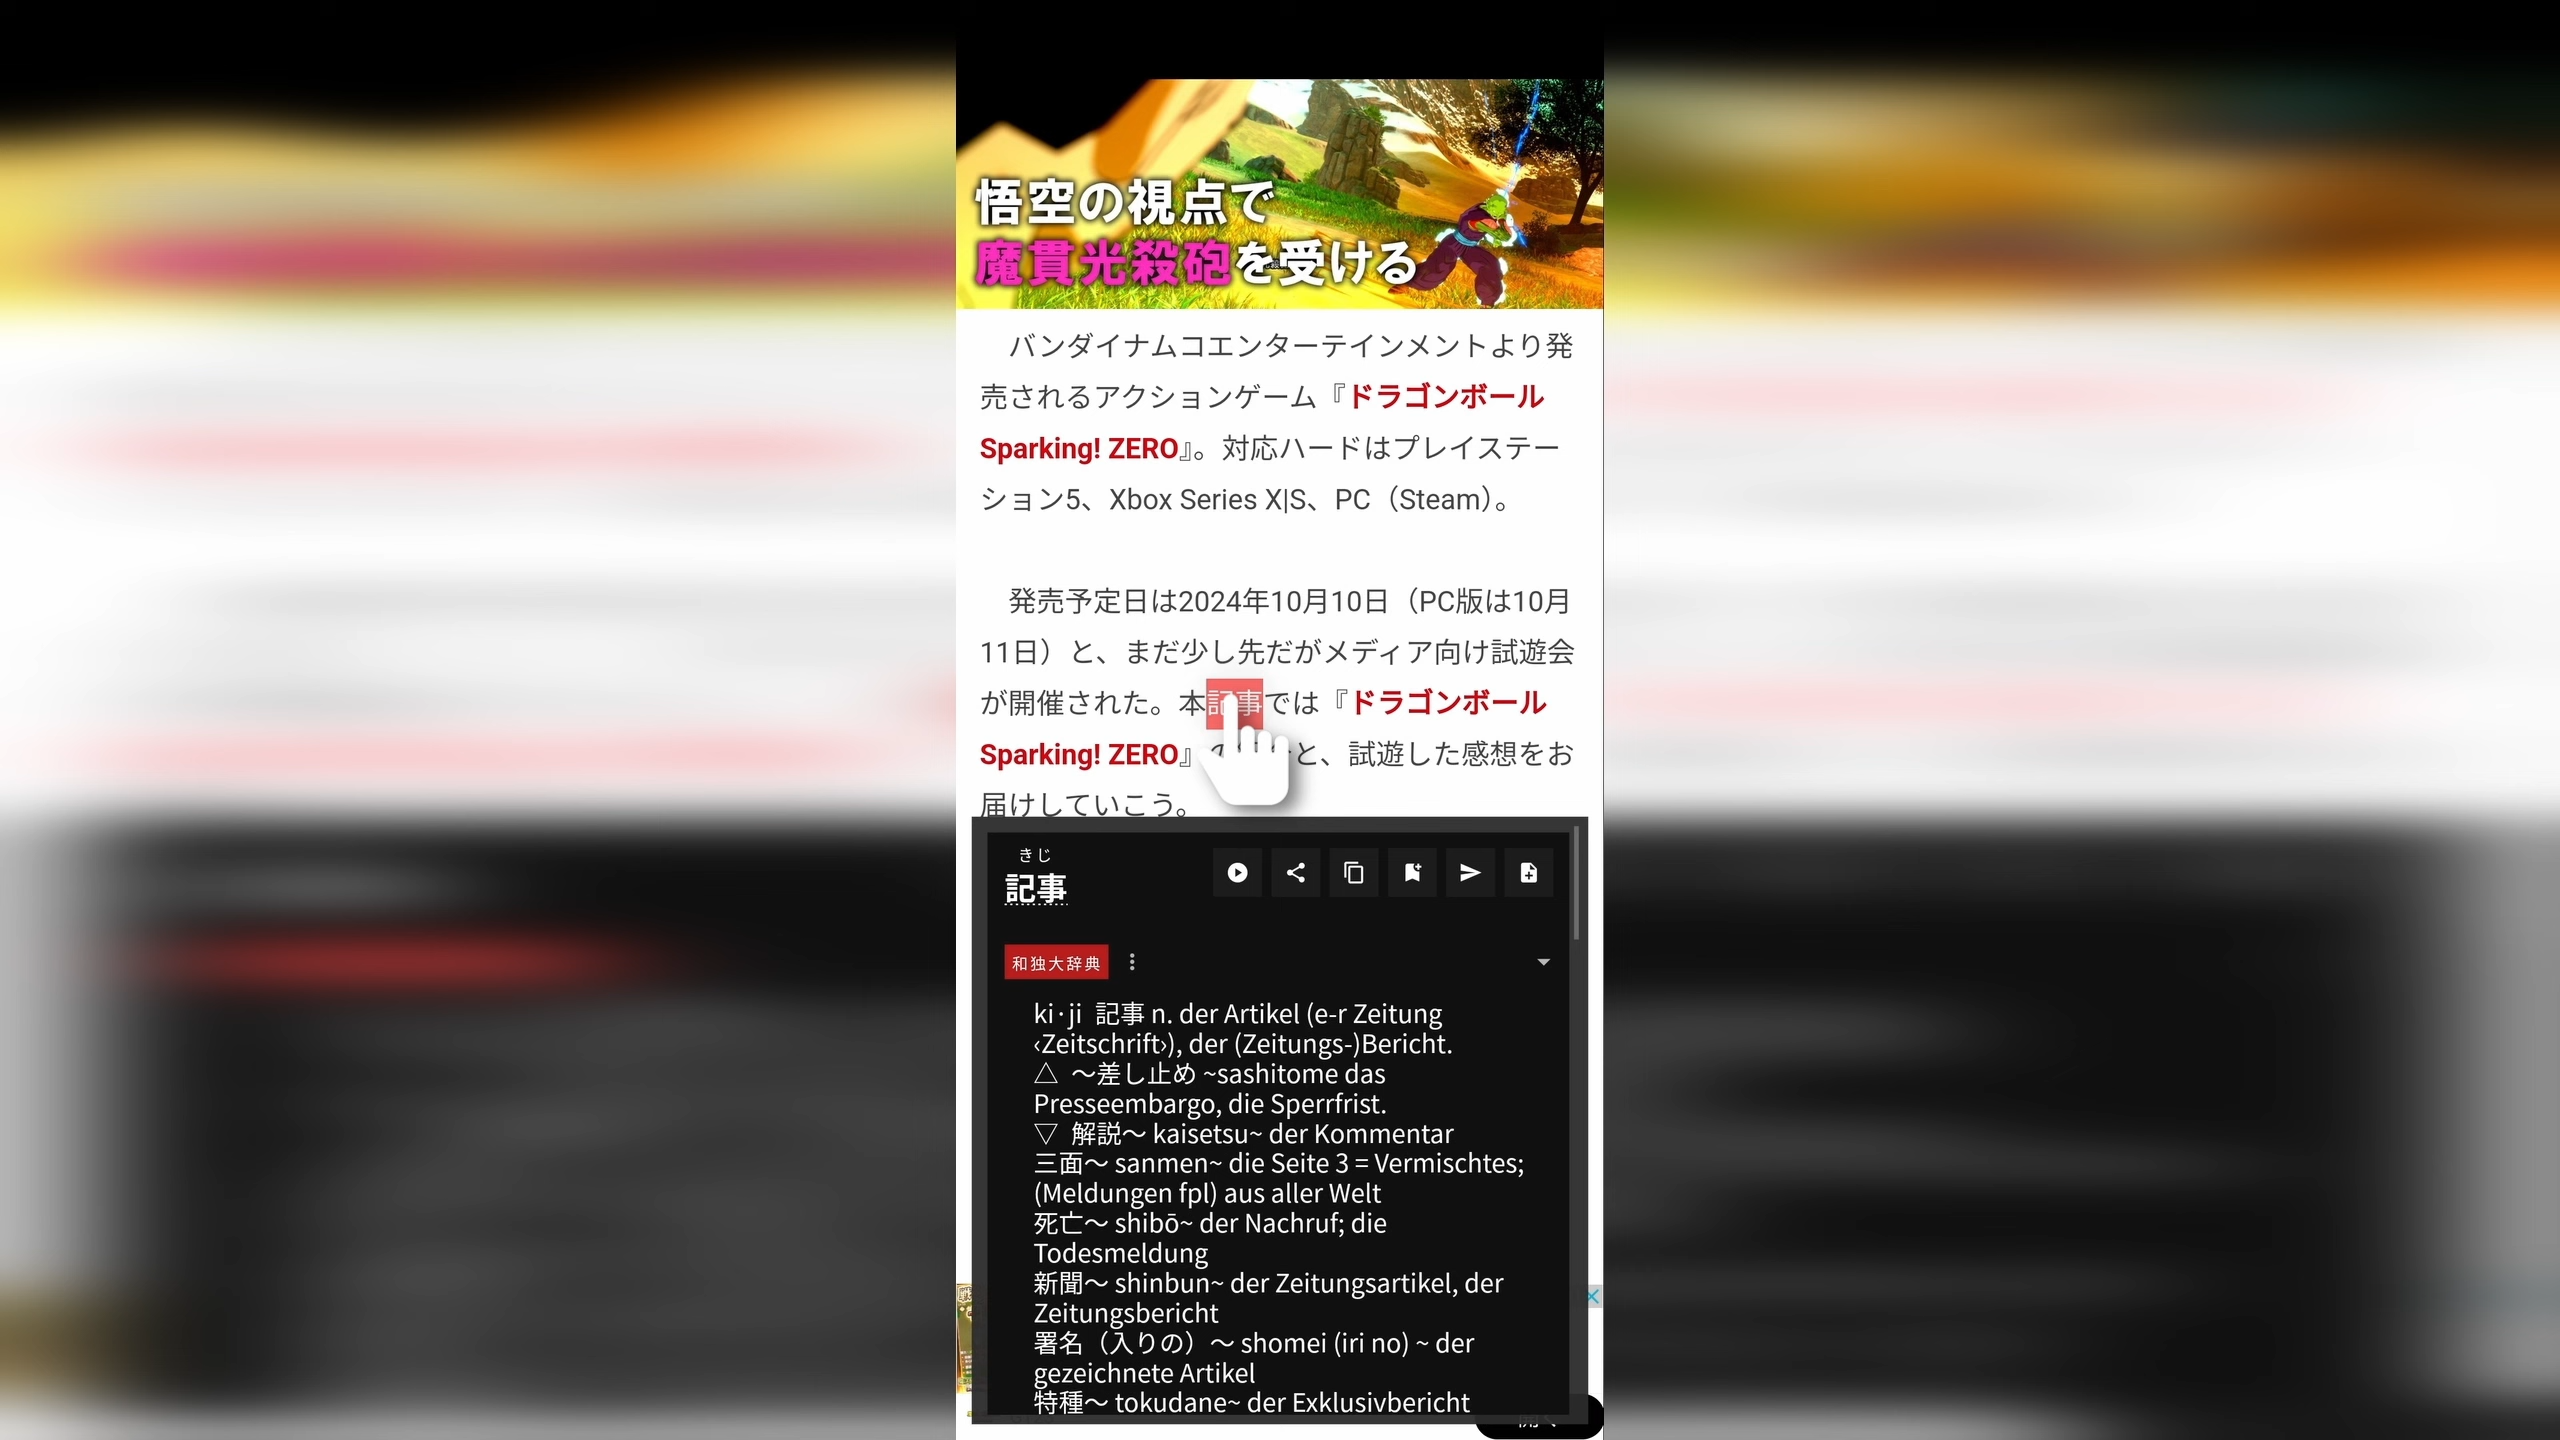 悟空の視点で
魔貫光殺砲を受ける
バンダイナムコエンターテインメントより発
売されるアクションゲーム『ドラゴンボール
Sparking! ZERO』。対応ハードはプレイステー
ション5、Xbox Series X|S、PC（Steam）。
発売予定日は2024年10月10日（PC版は10月
11日）と、まだ少し先だがメディア向け試遊会
が開催された。本記事では『ドラゴンボール
Sparking! ZERO』の と、試遊した感想をお
届けしていこう。
きじ
記事
和独大辞典
ki·ji 記事 n. der Artikel (e-r Zeitung
‹Zeitschrift›), der (Zeitungs-)Bericht.
△ 〜差し止め ~sashitome das
Presseembargo, die Sperrfrist.
▽ 解説〜 kaisetsu~ der Kommentar
三面〜 sanmen~ die Seite 3 = Vermischtes;
(Meldungen fpl) aus aller Welt
死亡〜 shibō~ der Nachruf; die
Todesmeldung
新聞〜 shinbun~ der Zeitungsartikel, der
Zeitungsbericht
署名（入りの）〜 shomei (iri no) ~ der
gezeichnete Artikel
特種〜 tokudane~ der Exklusivbericht